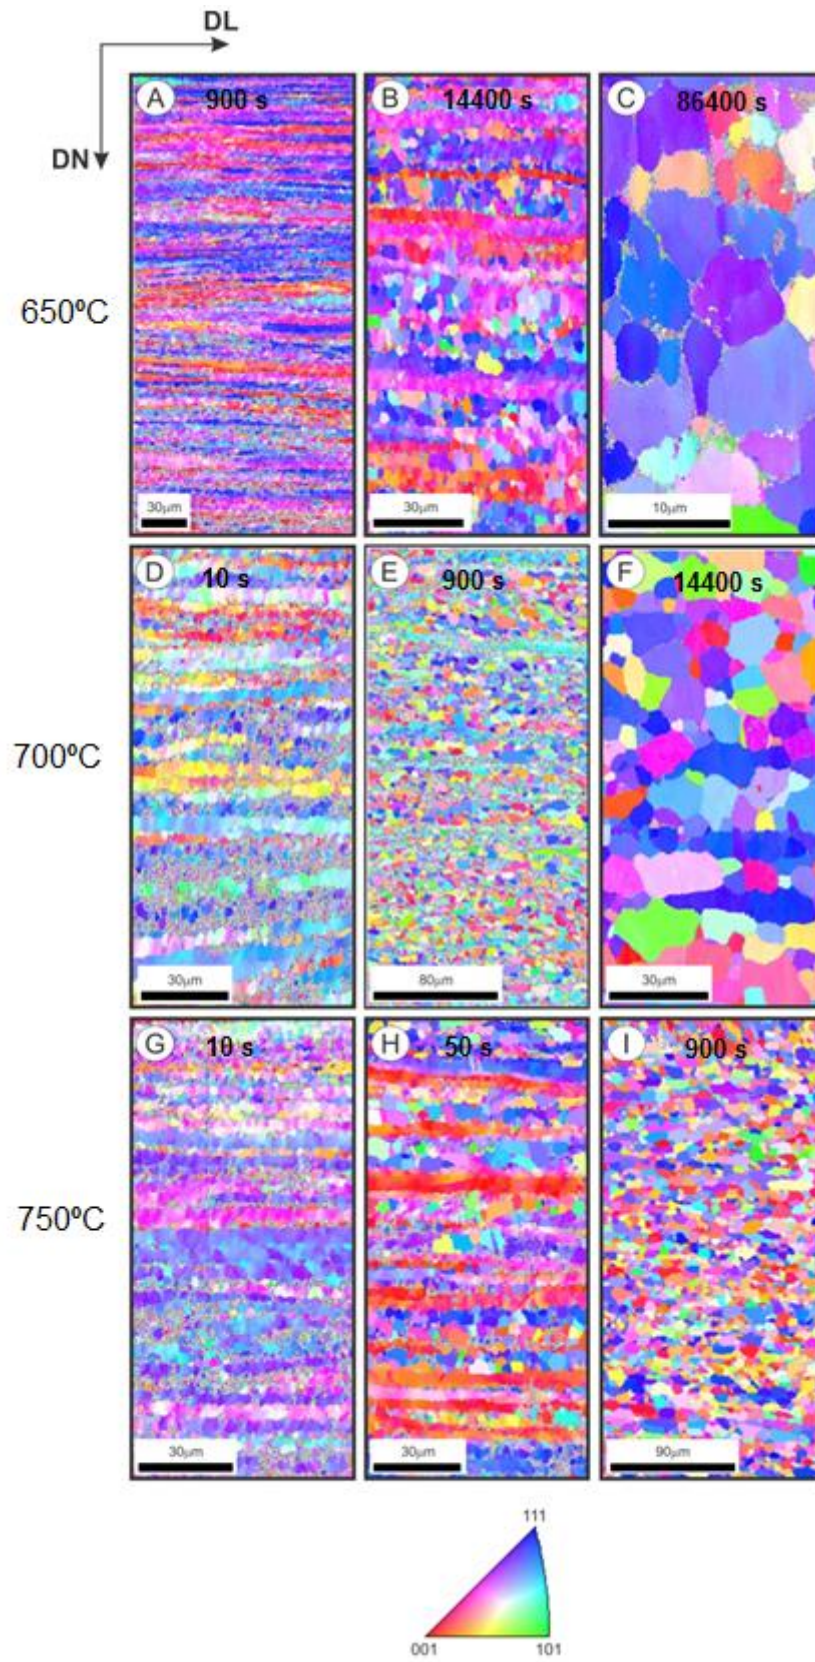 DL
DN
650ºC
A 900 s
B 14400 s
C 86400 s
30µm
30µm
10µm
700ºC
D 10 s
E 900 s
F 14400 s
30µm
80µm
30µm
750ºC
G 10 s
H 50 s
I 900 s
30µm
30µm
90µm
111
001
101